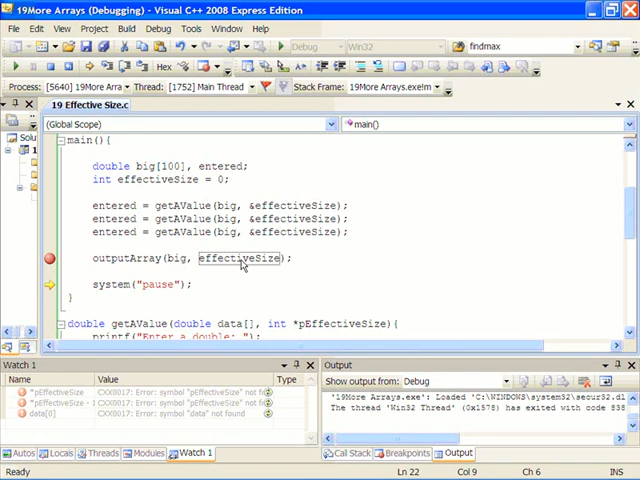 19More Arrays (Debugging) - Visual C++ 2008 Express Edition
File Edit View Project Build Debug Tools Window Help
Debug Win32 findmax
Hex
Process: [5640] 19More Arra Thread: [1752] Main Thread Stack Frame: 19More Arrays.exe!m
19 Effective Size.c
(Global Scope) main()
Solu
main(){
double big[100], entered;
int effectiveSize = 0;
entered = getAValue(big, &effectiveSize);
entered = getAValue(big, &effectiveSize);
entered = getAValue(big, &effectiveSize);
outputArray(big, effectiveSize);
system("pause");
}
double getAValue(double data[], int *pEffectiveSize){
printf("Enter a double: ");
Watch 1 Output
Name Value Type
*pEffectiveSize CXX0017: Error: symbol "pEffectiveSize" not fo
*pEffectiveSize - 1 CXX0017: Error: symbol "pEffectiveSize" not fo
data[0] CXX0017: Error: symbol "data" not found
Show output from: Debug
'19More Arrays.exe': Loaded 'C:\WINDOWS\system32\secur32.dl
The thread 'Win32 Thread' (0x1578) has exited with code 838
Autos Locals Threads Modules Watch 1 Call Stack Breakpoints Output
Ready Ln 22 Col 9 Ch 6 INS